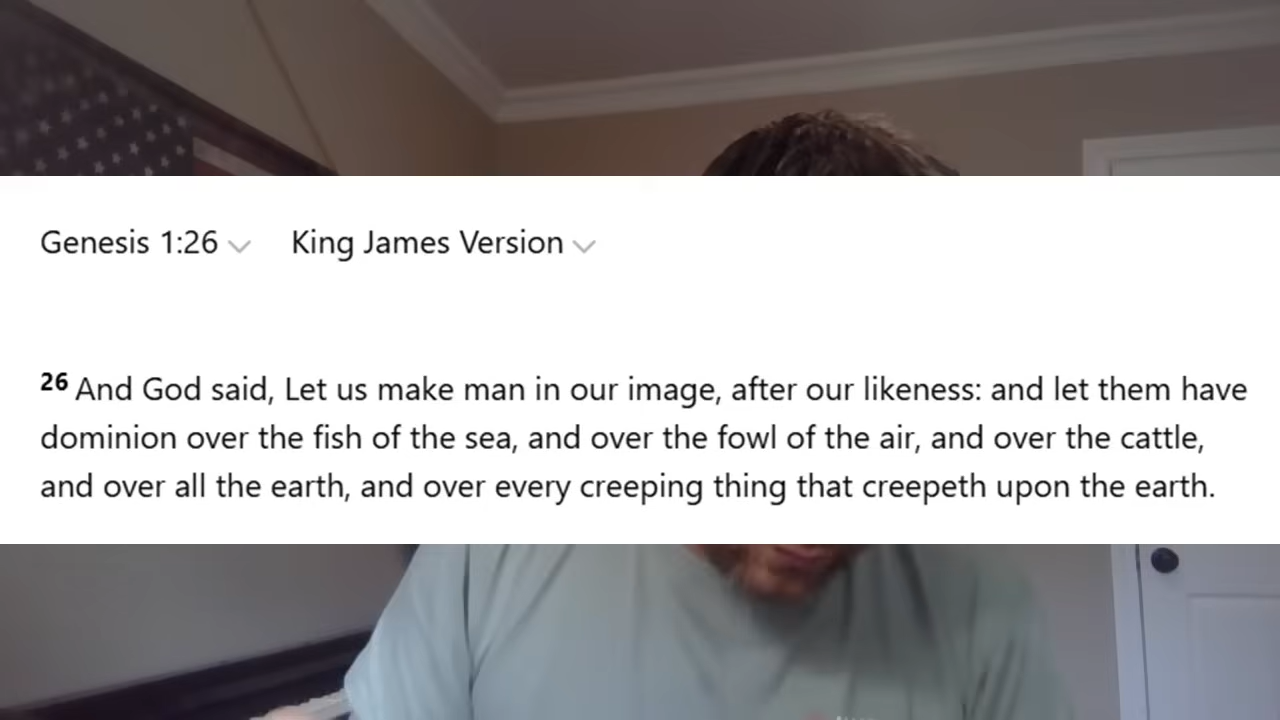 Genesis 1:26 King James Version
26 And God said, Let us make man in our image, after our likeness: and let them have
dominion over the fish of the sea, and over the fowl of the air, and over the cattle,
and over all the earth, and over every creeping thing that creepeth upon the earth.